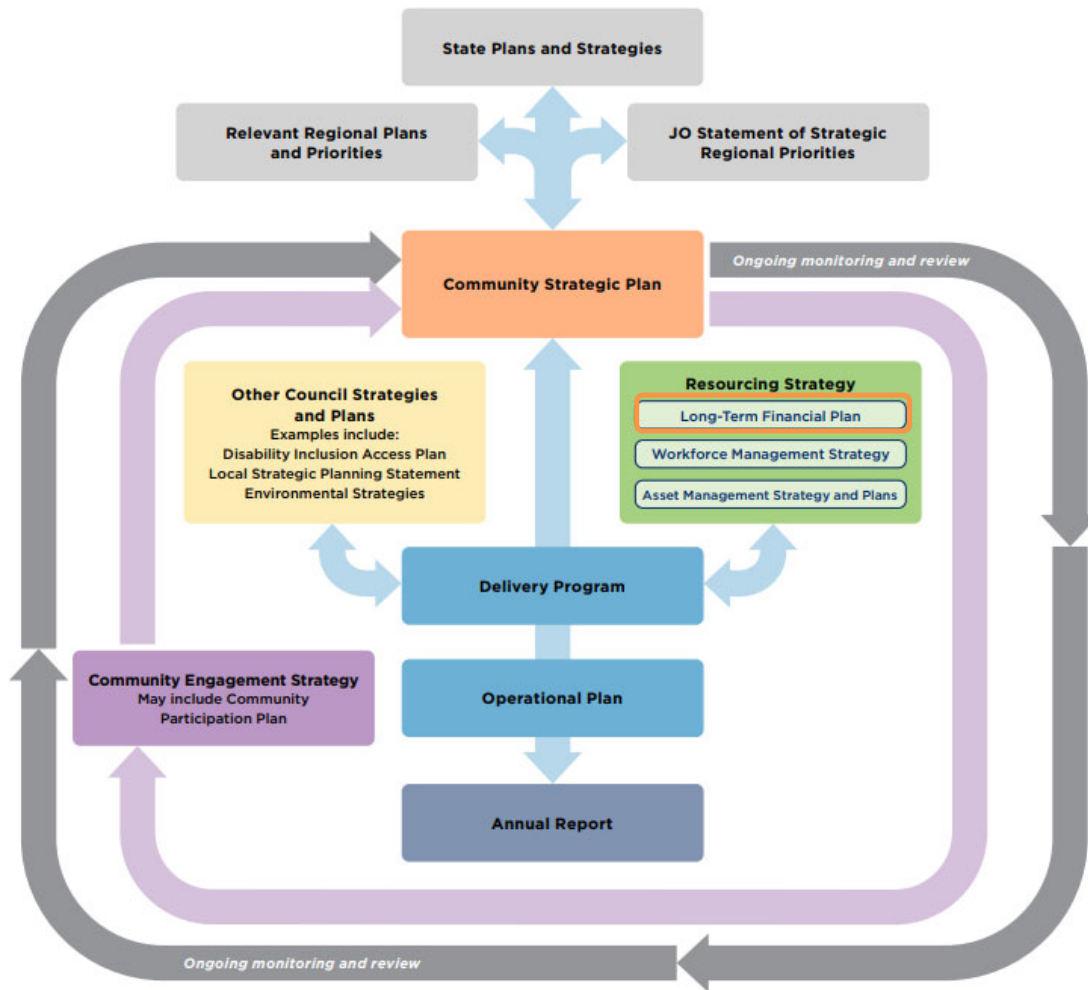 State Plans and Strategies
Relevant Regional Plans
and Priorities
JO Statement of Strategic
Regional Priorities
Community Strategic Plan
Ongoing monitoring and review
Other Council Strategies
and Plans
Examples include:
Disability Inclusion Access Plan
Local Strategic Planning Statement
Environmental Strategies
Resourcing Strategy
Long-Term Financial Plan
Workforce Management Strategy
Asset Management Strategy and Plans
Delivery Program
Community Engagement Strategy
May include Community
Participation Plan
Operational Plan
Annual Report
Ongoing monitoring and review